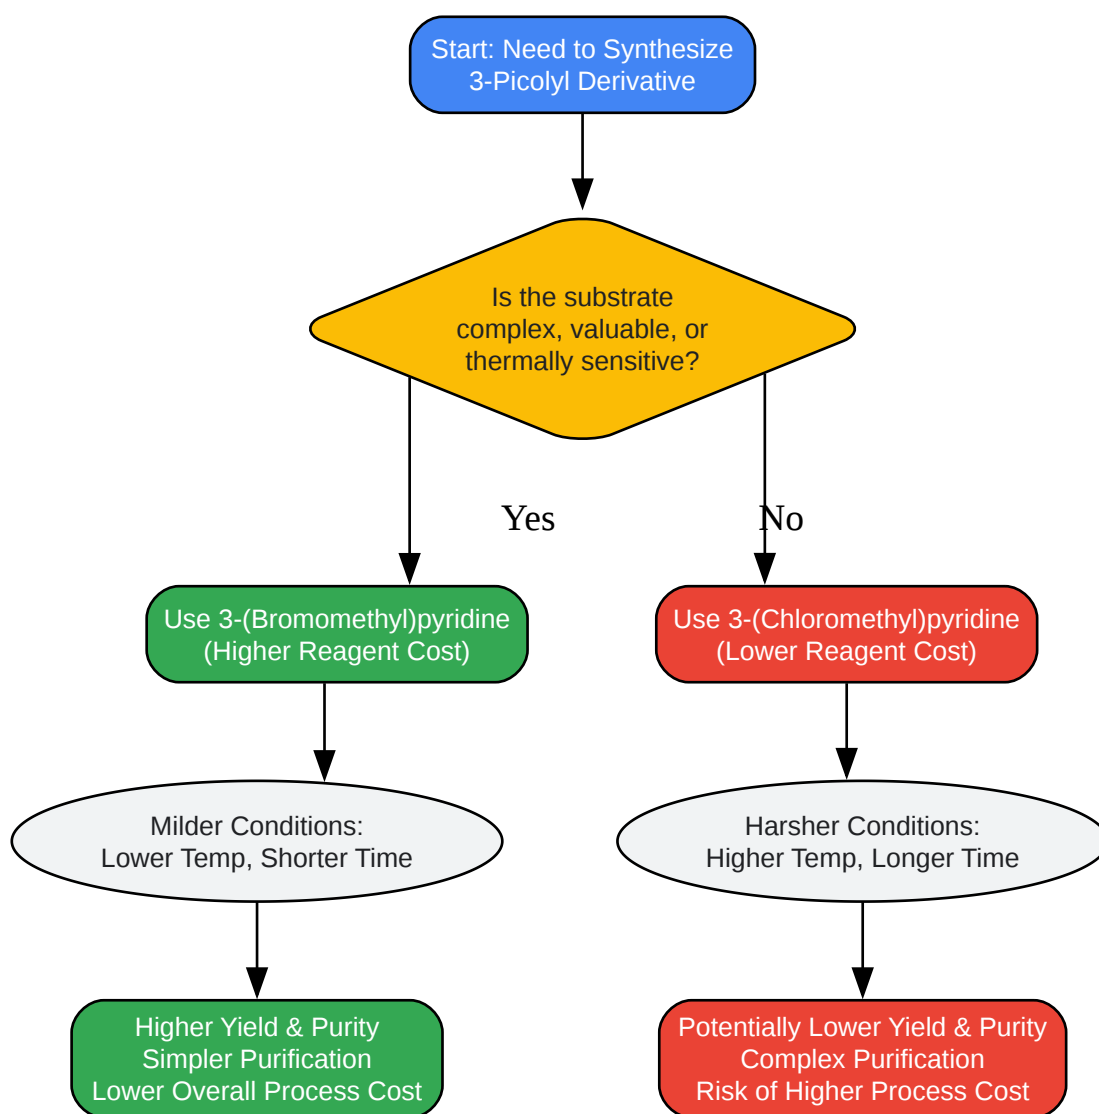 Start: Need to Synthesize
3-Picolyl Derivative
Is the substrate
complex, valuable, or
thermally sensitive?
Yes
No
Use 3-(Bromomethyl)pyridine
(Higher Reagent Cost)
Use 3-(Chloromethyl)pyridine
(Lower Reagent Cost)
Milder Conditions:
Lower Temp, Shorter Time
Harsher Conditions:
Higher Temp, Longer Time
Higher Yield & Purity
Simpler Purification
Lower Overall Process Cost
Potentially Lower Yield & Purity
Complex Purification
Risk of Higher Process Cost